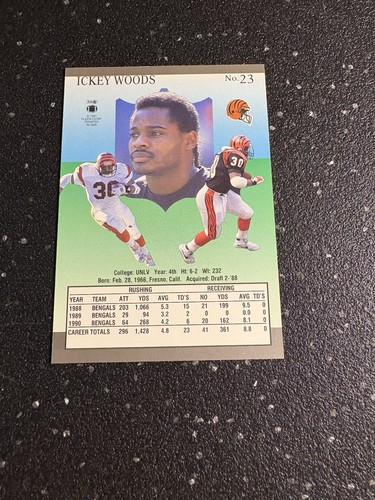 ICKEY WOODS No. 23
30
30
College: UNLV Year: 4th Ht: 6-2 Wt: 232
Born: Feb. 28, 1966, Fresno, Calif. Acquired: Draft 2-'88
RUSHING RECEIVING
YEAR TEAM ATT YDS AVG TD'S NO YDS AVG TD'S
1988 BENGALS 203 1,066 5.3 15 21 199 9.5 0
1989 BENGALS 29 94 3.2 2 0 0 0.0 0
1990 BENGALS 64 268 4.2 6 20 162 8.1 0
CAREER TOTALS 296 1,428 4.8 23 41 361 8.8 0